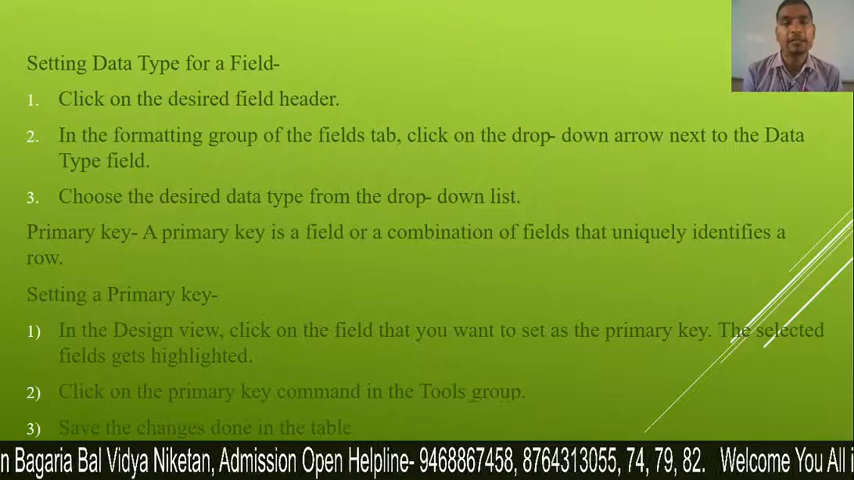 Setting Data Type for a Field-
1. Click on the desired field header.
2. In the formatting group of the fields tab, click on the drop- down arrow next to the Data
Type field.
3. Choose the desired data type from the drop- down list.
Primary key- A primary key is a field or a combination of fields that uniquely identifies a
row.
Setting a Primary key-
1) In the Design view, click on the field that you want to set as the primary key. The selected
fields gets highlighted.
2) Click on the primary key command in the Tools group.
3) Save the changes done in the table
n Bagaria Bal Vidya Niketan, Admission Open Helpline- 9468867458, 8764313055, 74, 79, 82. Welcome You All i